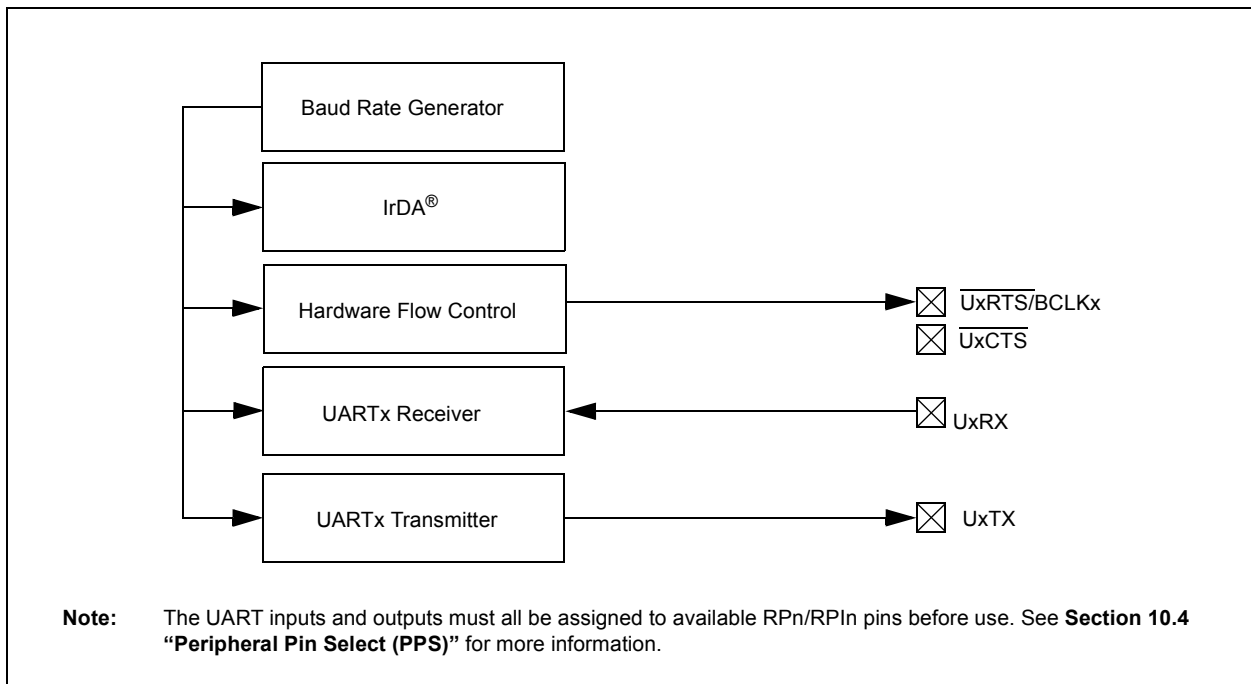 Baud Rate Generator
IrDA®
Hardware Flow Control
UxRTS/BCLKx
UxCTS
UARTx Receiver
UxRX
UARTx Transmitter
UxTX
Note: The UART inputs and outputs must all be assigned to available RPn/RPIn pins before use. See Section 10.4
“Peripheral Pin Select (PPS)” for more information.